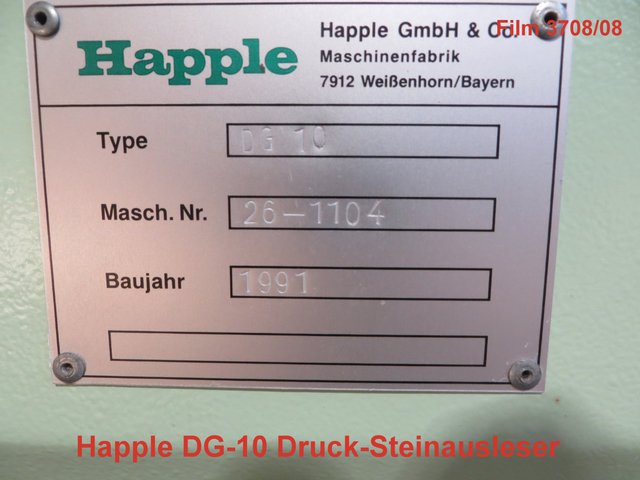 Happle
Happle GmbH & Co.
Film 3708/08
Maschinenfabrik
7912 Weißenhorn/Bayern
Type DG 10
Masch. Nr. 26-1104
Baujahr 1991
Happle DG-10 Druck-Steinausleser